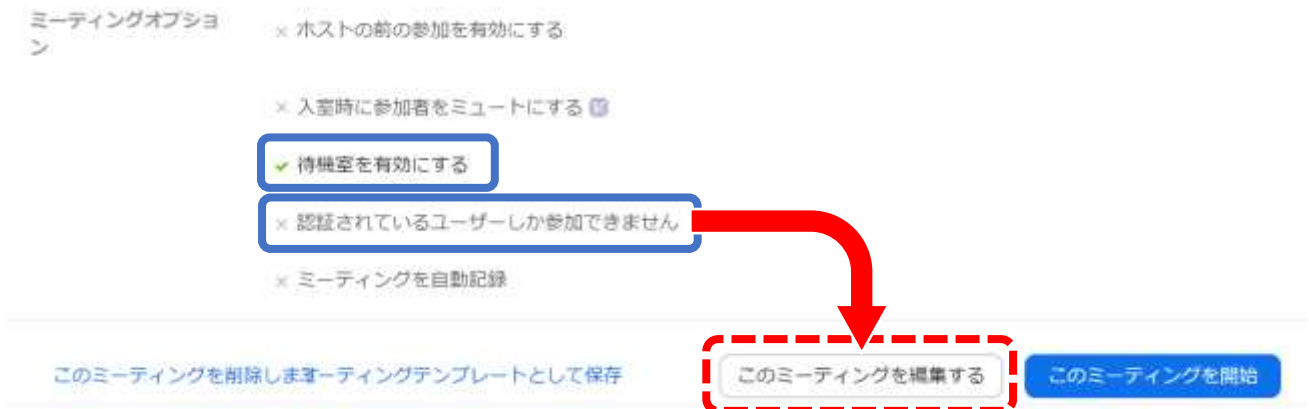 ミーティングオプショ
ン
× ホストの前の参加を有効にする
× 入室時に参加者をミュートにする
✓ 待機室を有効にする
× 認証されているユーザーしか参加できません
× ミーティングを自動記録
このミーティングを削除します ーティングテンプレートとして保存
このミーティングを編集する
このミーティングを開始